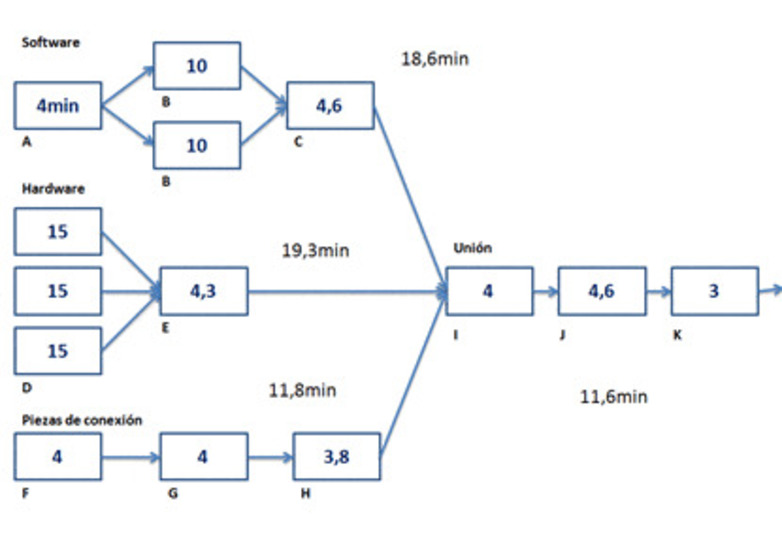 Software
18,6min
4min
A
10
B
10
B
4,6
C
Hardware
15
15
15
D
4,3
E
19,3min
Unión
4
I
4,6
J
3
K
11,6min
11,8min
Piezas de conexión
4
F
4
G
3,8
H